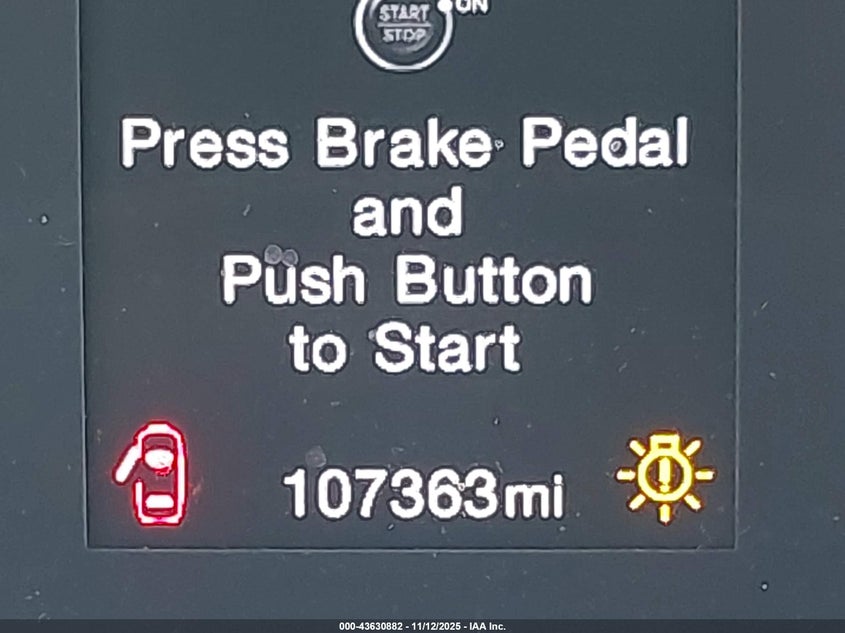 START
STOP
ON
Press Brake Pedal
and
Push Button
to Start
107363mi
000-43630882 - 11/12/2025 - IAA Inc.